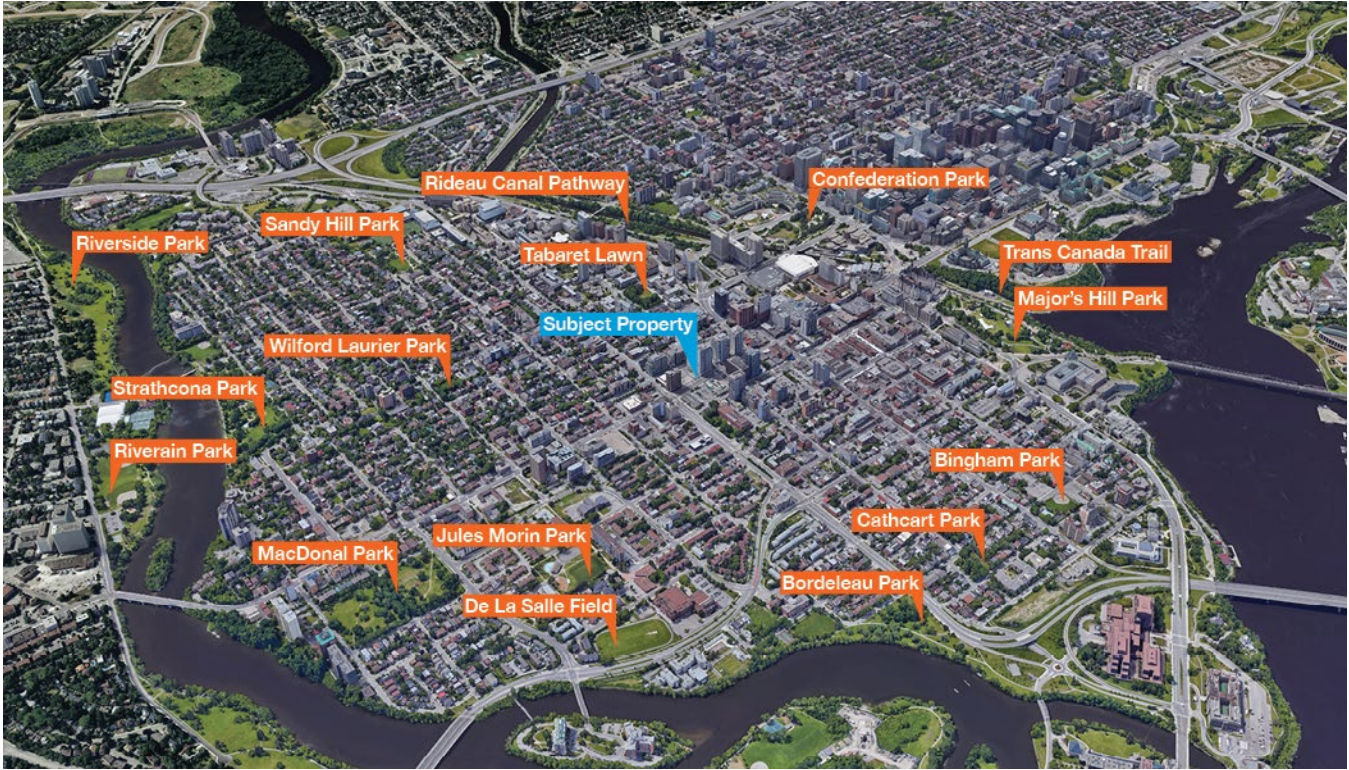 Rideau Canal Pathway
Confederation Park
Sandy Hill Park
Riverside Park
Tabaret Lawn
Trans Canada Trail
Major's Hill Park
Subject Property
Wilford Laurier Park
Strathcona Park
Riverain Park
Bingham Park
Cathcart Park
Jules Morin Park
MacDonal Park
Bordeleau Park
De La Salle Field